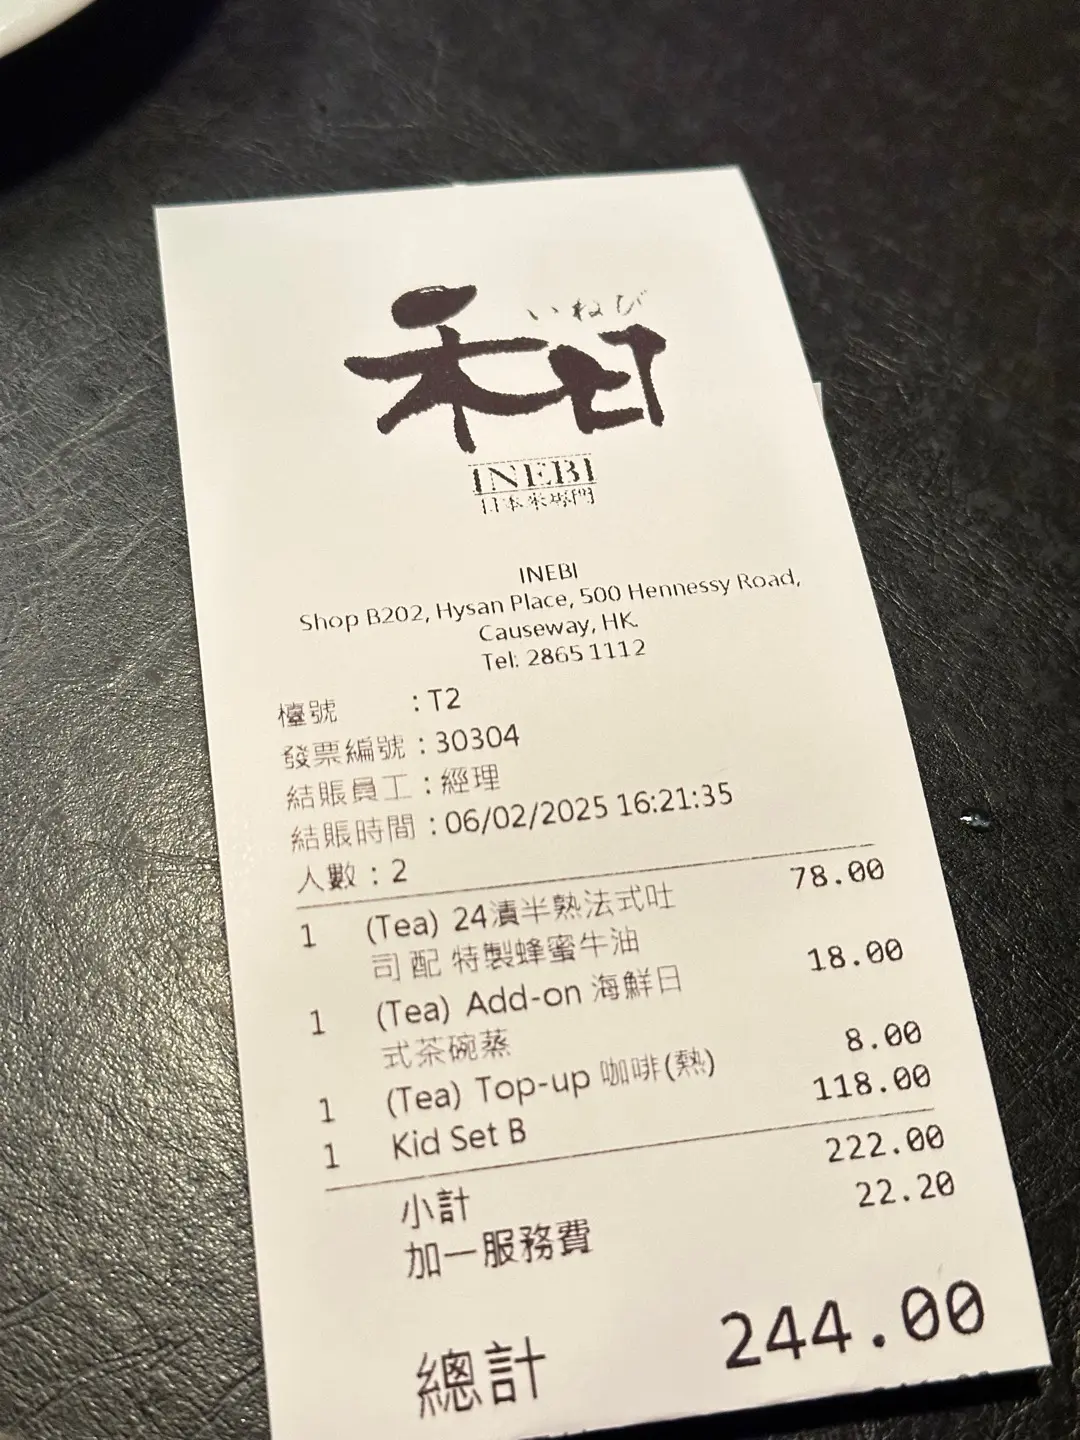 いねび
和
INEBI
日本米專門
INEBI
Shop B202, Hysan Place, 500 Hennessy Road,
Causeway, HK.
Tel: 2865 1112
檯號 : T2
發票編號 : 30304
結賬員工 : 經理
結賬時間 : 06/02/2025 16:21:35
人數 : 2
1 (Tea) 24漬半熟法式吐 78.00
司 配 特製蜂蜜牛油
1 (Tea) Add-on 海鮮日 18.00
式茶碗蒸
1 (Tea) Top-up 咖啡(熱) 8.00
1 Kid Set B 118.00
小計 222.00
加一服務費 22.20
總計 244.00